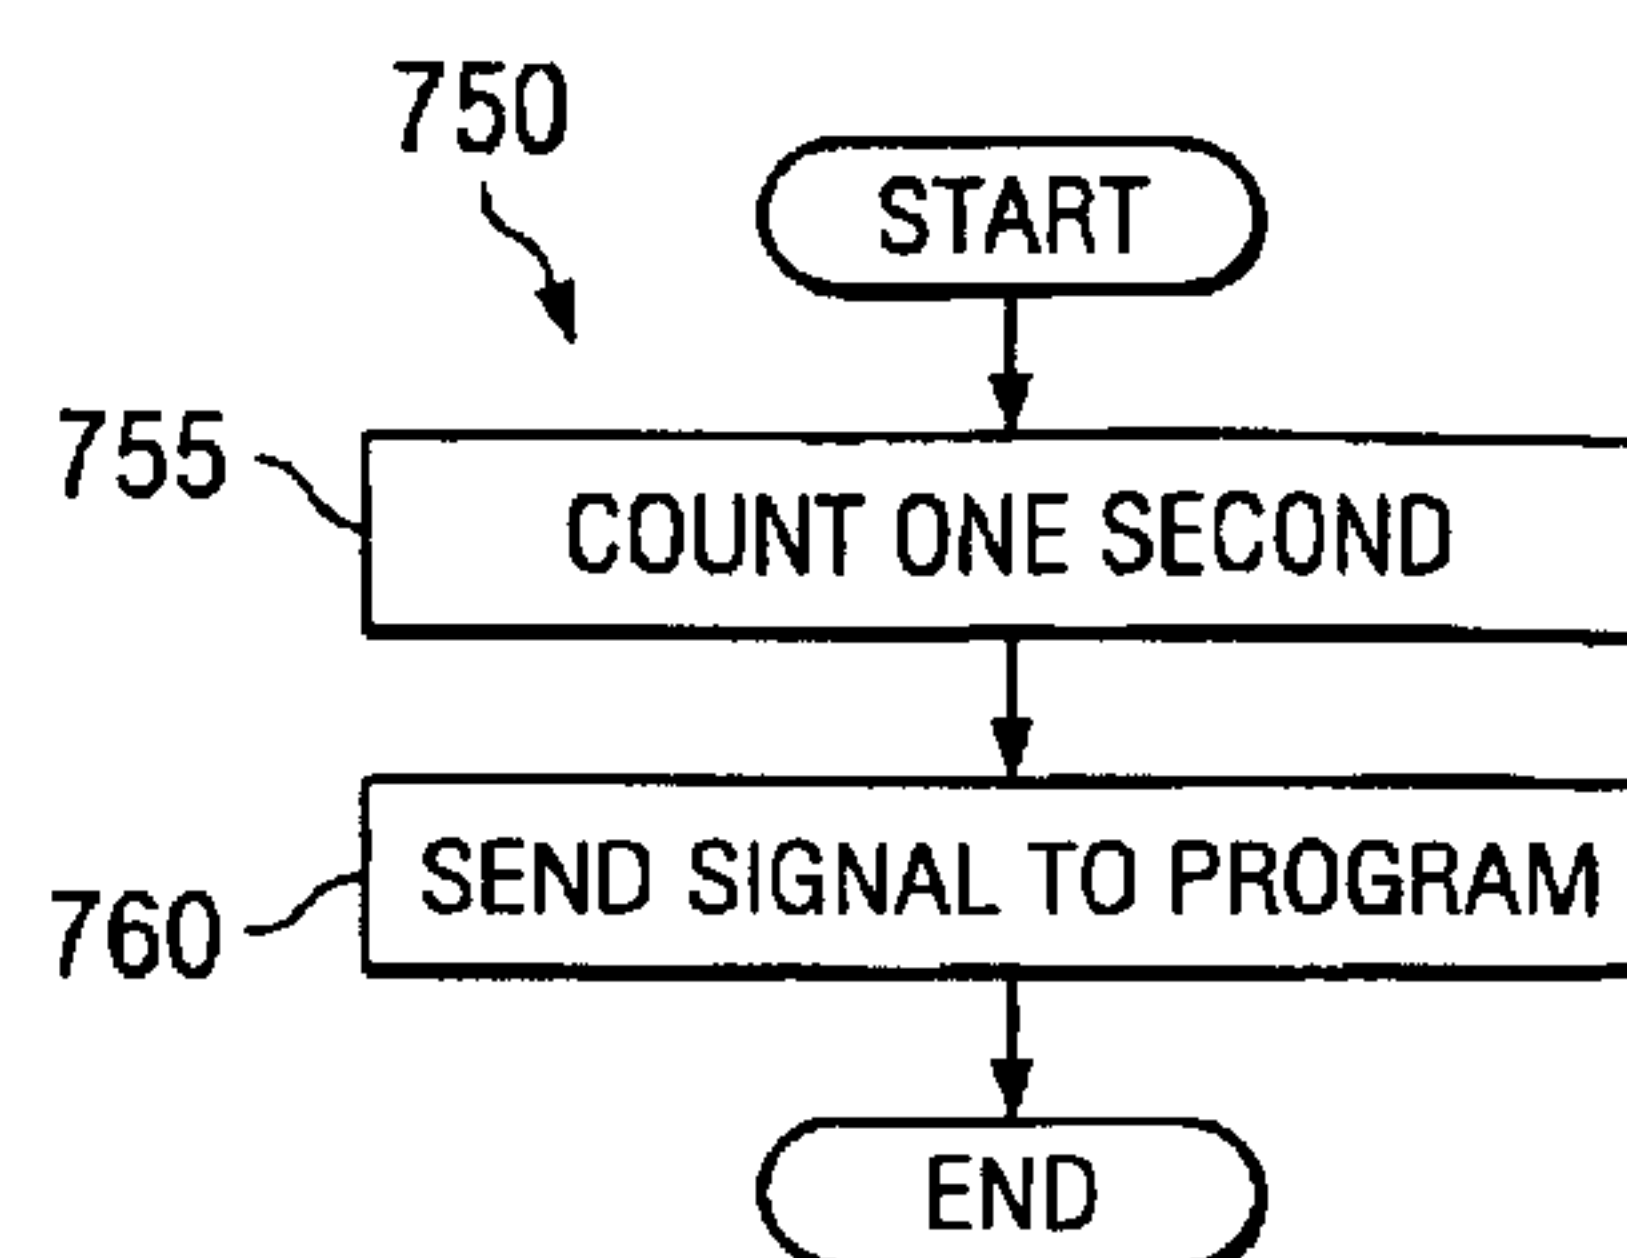 750
START
755
COUNT ONE SECOND
SEND SIGNAL TO PROGRAM
760
END